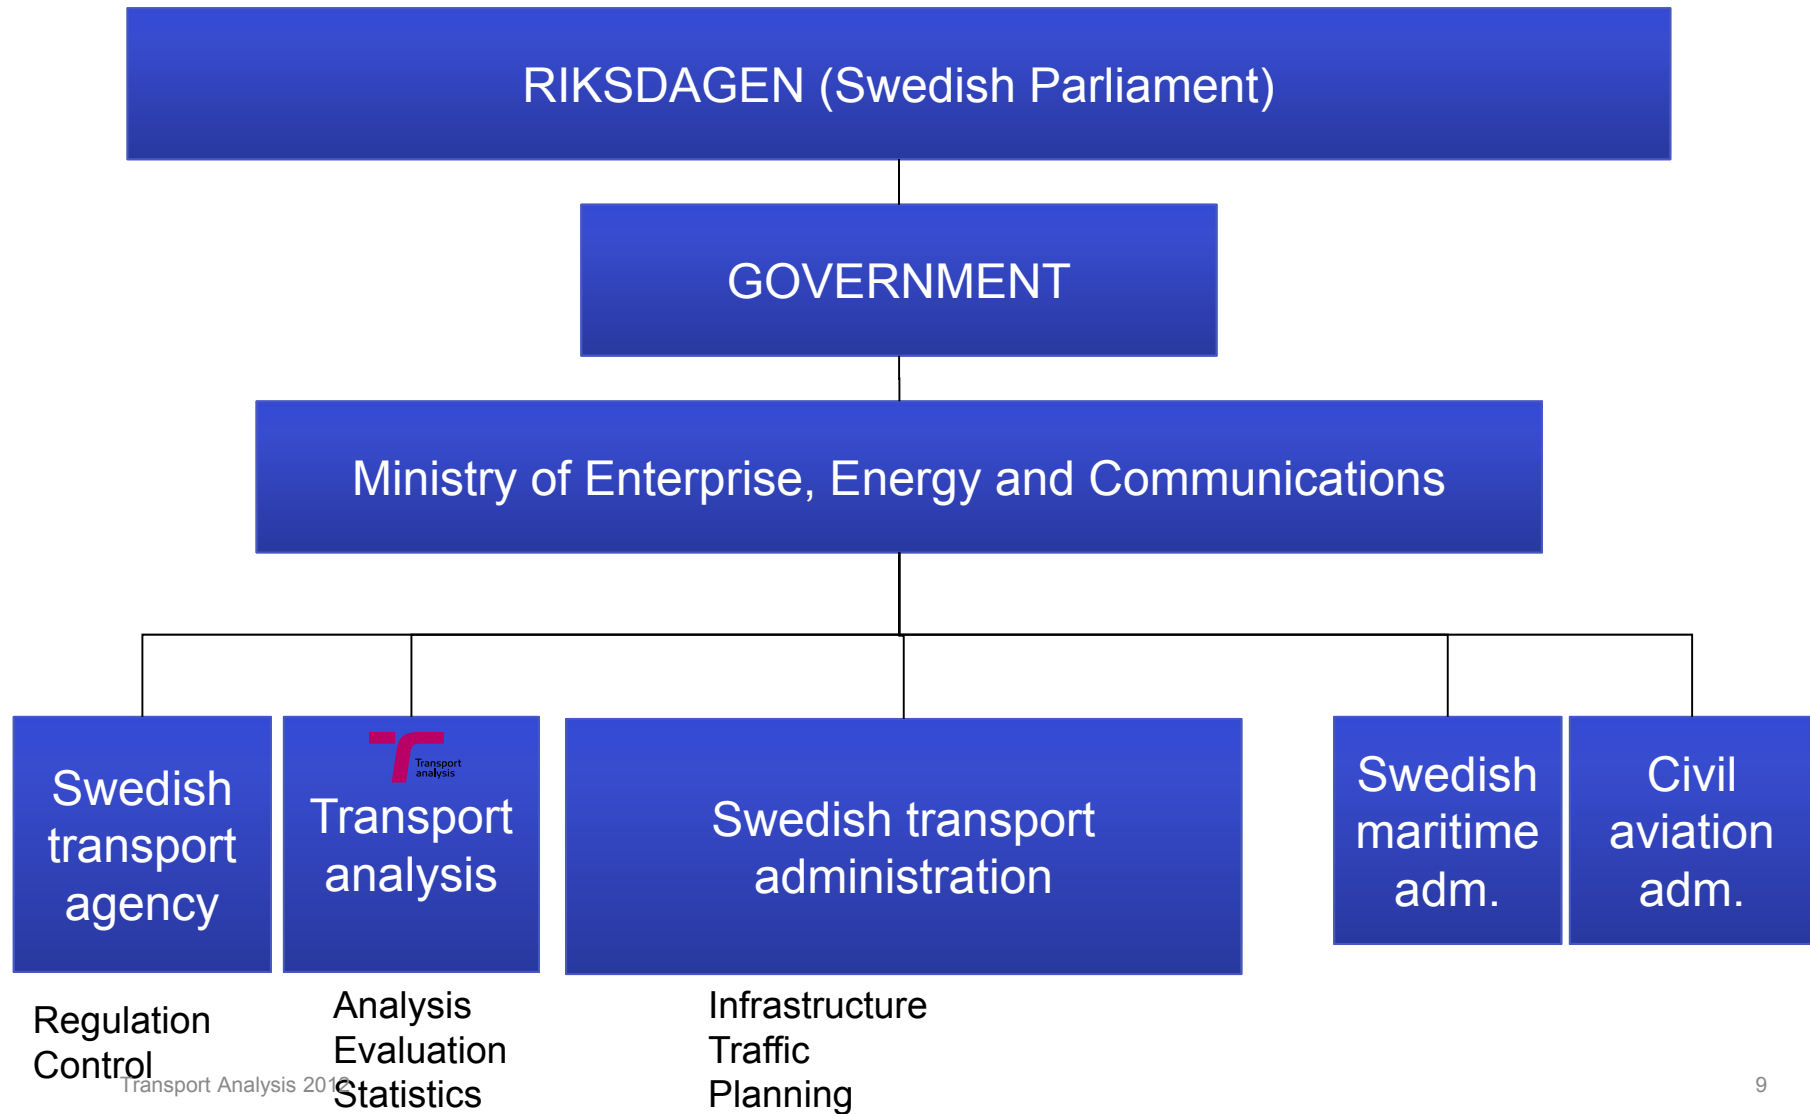 RIKSDAGEN (Swedish Parliament)
GOVERNMENT
Ministry of Enterprise, Energy and Communications
Swedish
transport
agency
Transport
analysis
Transport
analysis
Swedish transport
administration
Swedish
maritime
adm.
Civil
aviation
adm.
Regulation
Control
Analysis
Evaluation
Statistics
Infrastructure
Traffic
Planning
Transport Analysis 2012
9